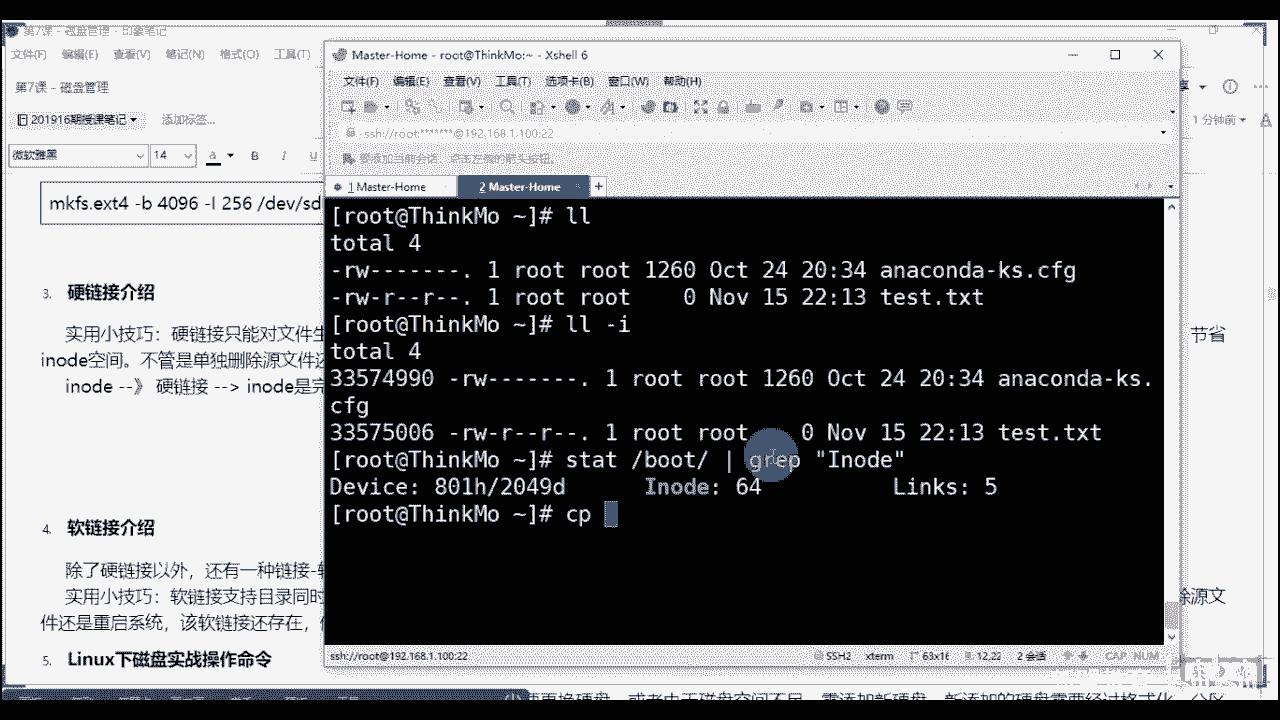 第7课 - 磁盘管理 - 印象笔记
文件(F) 编辑(E) 查看(V) 笔记(N) 格式(O) 工具(T)
第7课 - 磁盘管理
201916期授课笔记
添加标签...
1 分钟前
微软雅黑 14 a B I U
mkfs.ext4 -b 4096 -l 256 /dev/sd
3. 硬链接介绍
实用小技巧：硬链接只能对文件生
节省
inode空间。不管是单独删除源文件还
inode --》 硬链接 --> inode是完
4. 软链接介绍
除了硬链接以外，还有一种链接-软
实用小技巧：软链接支持目录同时
除源文
件还是重启系统，该软链接还存在，
5. Linux下磁盘实战操作命令
Master-Home - root@ThinkMo:~ - Xshell 6
文件(F) 编辑(E) 查看(V) 工具(T) 选项卡(B) 窗口(W) 帮助(H)
ssh://root:*******@192.168.1.100:22
1 Master-Home
2 Master-Home
[root@ThinkMo ~]# ll
total 4
-rw-------. 1 root root 1260 Oct 24 20:34 anaconda-ks.cfg
-rw-r--r--. 1 root root    0 Nov 15 22:13 test.txt
[root@ThinkMo ~]# ll -i
total 4
33574990 -rw-------. 1 root root 1260 Oct 24 20:34 anaconda-ks.
cfg
33575006 -rw-r--r--. 1 root root    0 Nov 15 22:13 test.txt
[root@ThinkMo ~]# stat /boot/ | grep "Inode"
Device: 801h/2049d      Inode: 64          Links: 5
[root@ThinkMo ~]# cp
ssh://root@192.168.1.100:22
SSH2 xterm 63x16 12,22 2 会话 CAP NUM